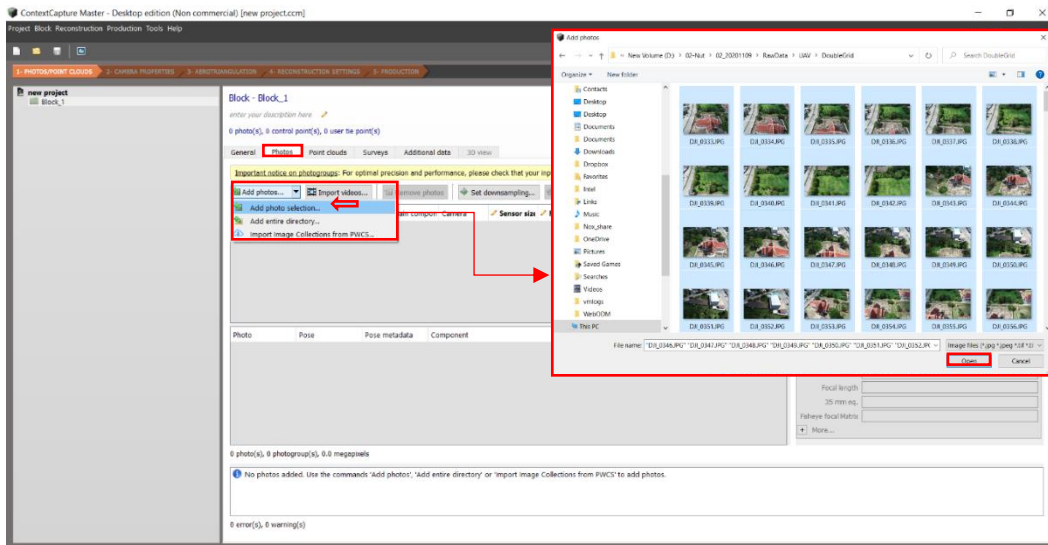 ContextCapture Master - Desktop edition (Non commercial) [new project.ccm]
Project Block Reconstruction Production Tools Help
1- PHOTOS/POINT CLOUDS 2- CAMERA PROPERTIES 3- AEROTRIANGULATION 4- RECONSTRUCTION SETTINGS 5- PRODUCTION
new project
Block_1
Block - Block_1
enter your description here
0 photo(s), 0 control point(s), 0 user tie point(s)
General Photos Point clouds Surveys Additional data 3D view
Important notice on photogroups: For optimal precision and performance, please check that your inp
Add photos... Import videos... Remove photos Set downsampling...
Add photo selection...
Add entire directory...
Import Image Collections from PWCS...
Camera Sensor size
Photo Pose Pose metadata Component
Focal length
35 mm eq.
Fisheye Focal Matrix
More...
0 photo(s), 0 photogroup(s), 0.0 megapixels
No photos added. Use the commands 'Add photos', 'Add entire directory' or 'Import Image Collections from PWCS' to add photos.
0 error(s), 0 warning(s)
Add photos
New Volume (D:) > 02-Nut > 02_20201109 > RawData > UAV > DoubleGrid
Search DoubleGrid
Organize New folder
Contacts
Desktop
Desktop
Documents
Documents
Downloads
Dropbox
Favorites
Intel
Links
Music
Nox_share
OneDrive
Pictures
Saved Games
Searches
Videos
vmlogs
WebODM
This PC
DJI_0333.JPG DJI_0334.JPG DJI_0335.JPG DJI_0336.JPG DJI_0337.JPG DJI_0338.JPG
DJI_0339.JPG DJI_0340.JPG DJI_0341.JPG DJI_0342.JPG DJI_0343.JPG DJI_0344.JPG
DJI_0345.JPG DJI_0346.JPG DJI_0347.JPG DJI_0348.JPG DJI_0349.JPG DJI_0350.JPG
DJI_0351.JPG DJI_0352.JPG DJI_0353.JPG DJI_0354.JPG DJI_0355.JPG DJI_0356.JPG
File name: "DJI_0346.JPG" "DJI_0347.JPG" "DJI_0348.JPG" "DJI_0349.JPG" "DJI_0350.JPG" "DJI_0351.JPG" "DJI_0352.JPG Image files (*.jpg *.jpeg *.tif *.ti
Open Cancel